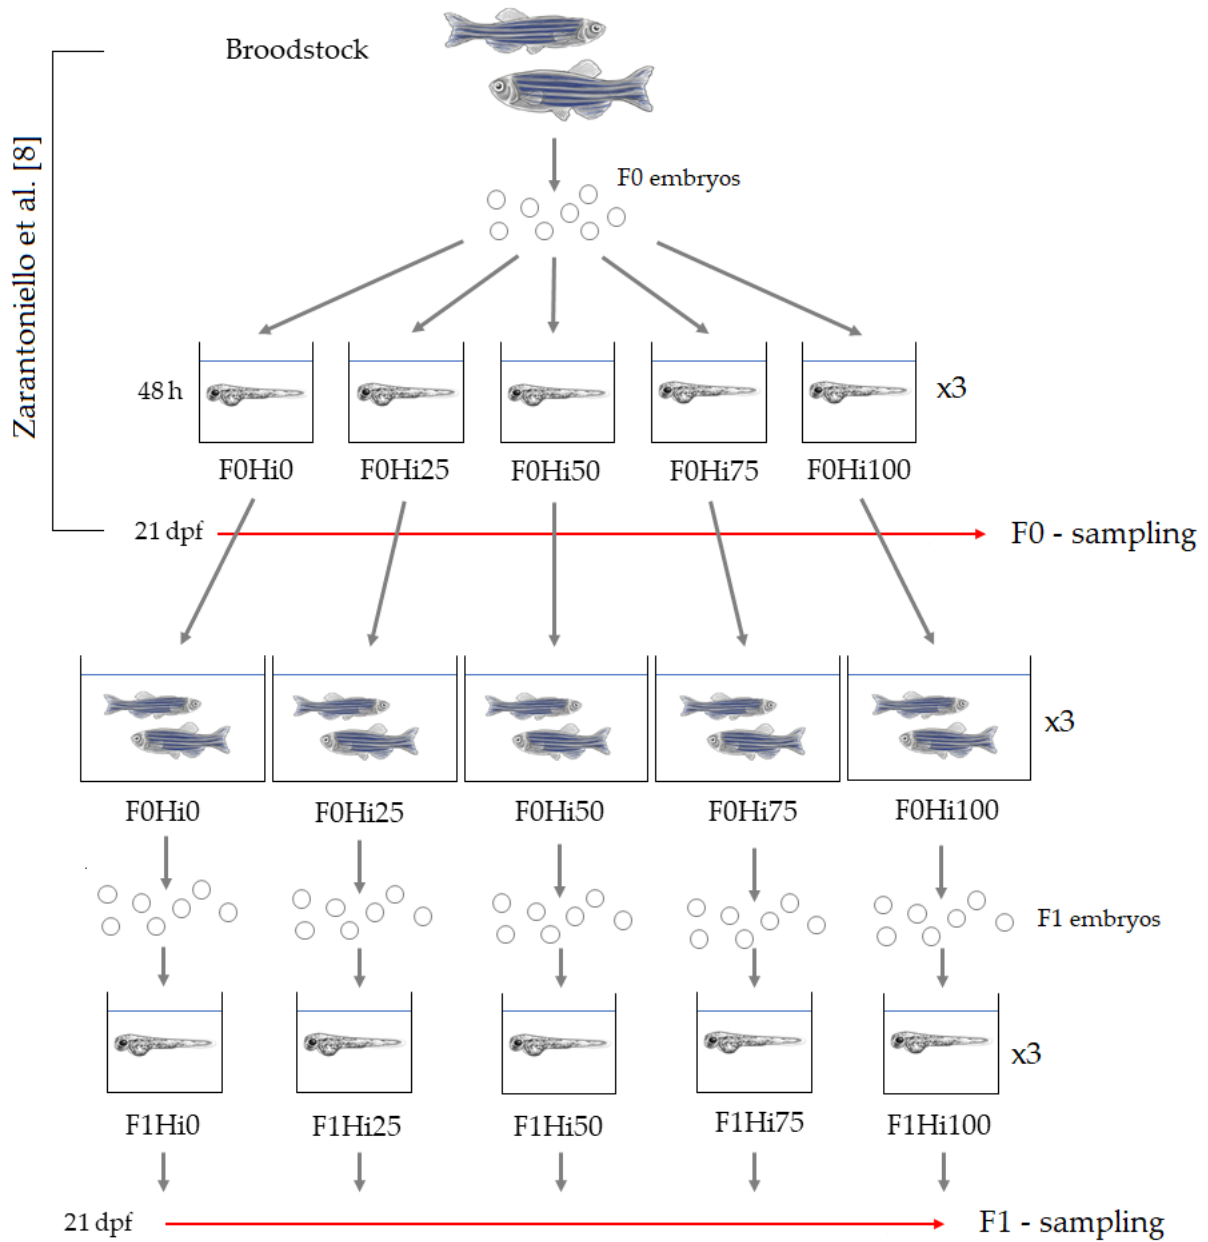 Broodstock
Zarantoniello et al. [8]
F0 embryos
48 h
x3
F0Hi0
F0Hi25
F0Hi50
F0Hi75
F0Hi100
21 dpf
F0 - sampling
x3
F0Hi0
F0Hi25
F0Hi50
F0Hi75
F0Hi100
F1 embryos
x3
F1Hi0
F1Hi25
F1Hi50
F1Hi75
F1Hi100
21 dpf
F1 - sampling